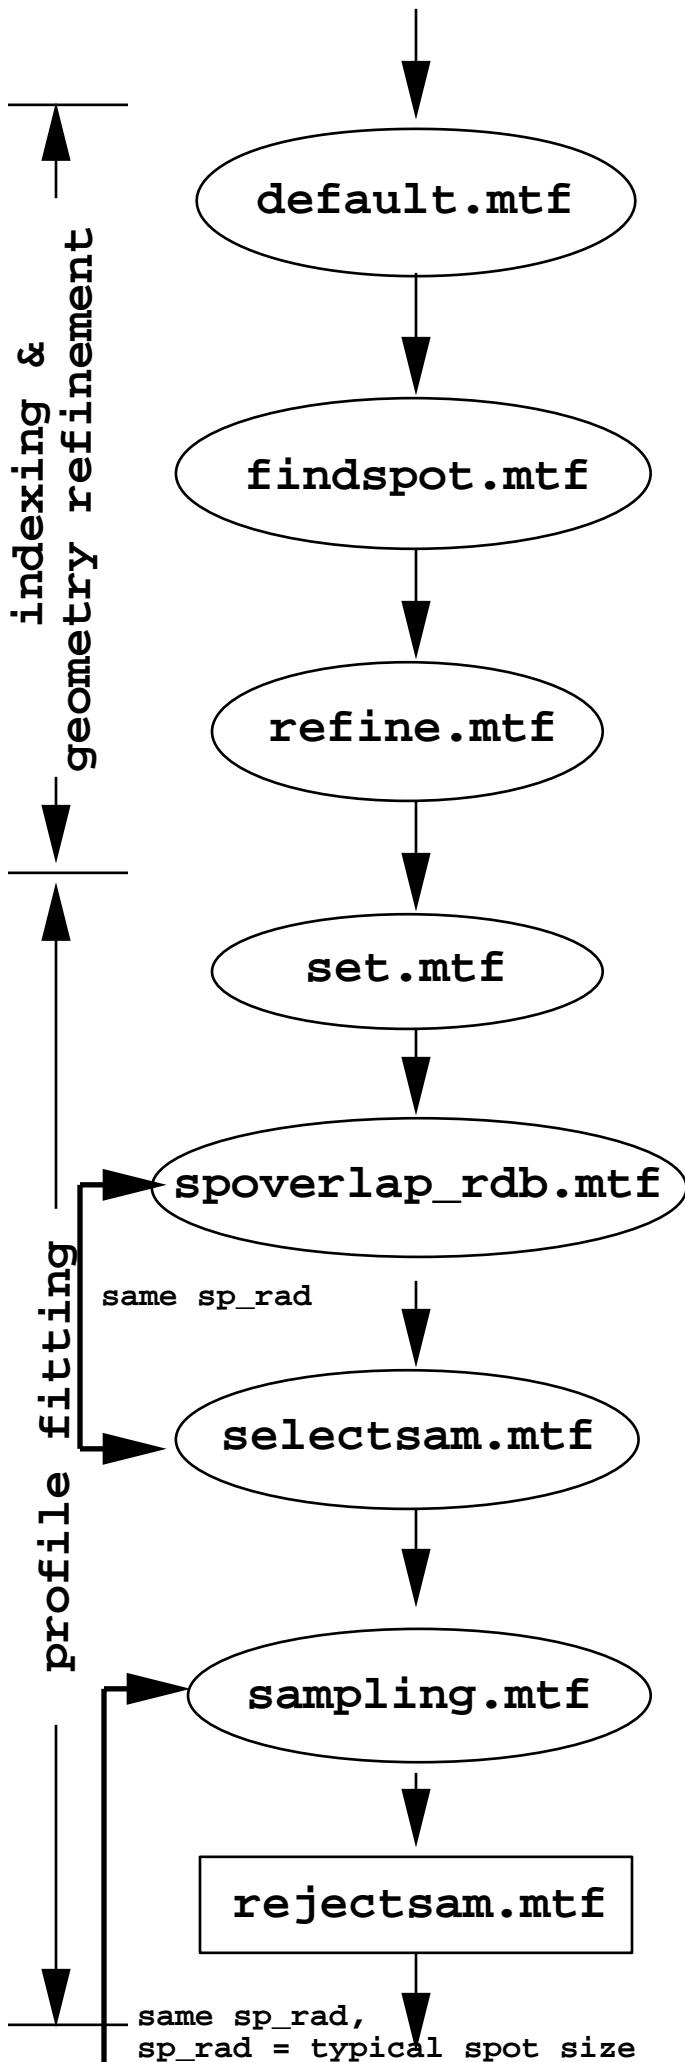 default.mtf
indexing &
geometry refinement
findspot.mtf
refine.mtf
set.mtf
spoverlap_rdb.mtf
same sp_rad
profile fitting
selectsam.mtf
sampling.mtf
rejectsam.mtf
same sp_rad,
sp_rad = typical spot size